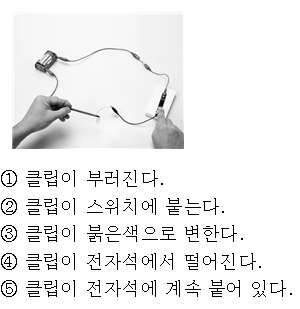 ① 클립이 부러진다.
② 클립이 스위치에 붙는다.
③ 클립이 붉은색으로 변한다.
④ 클립이 전자석에서 떨어진다.
⑤ 클립이 전자석에 계속 붙어 있다.